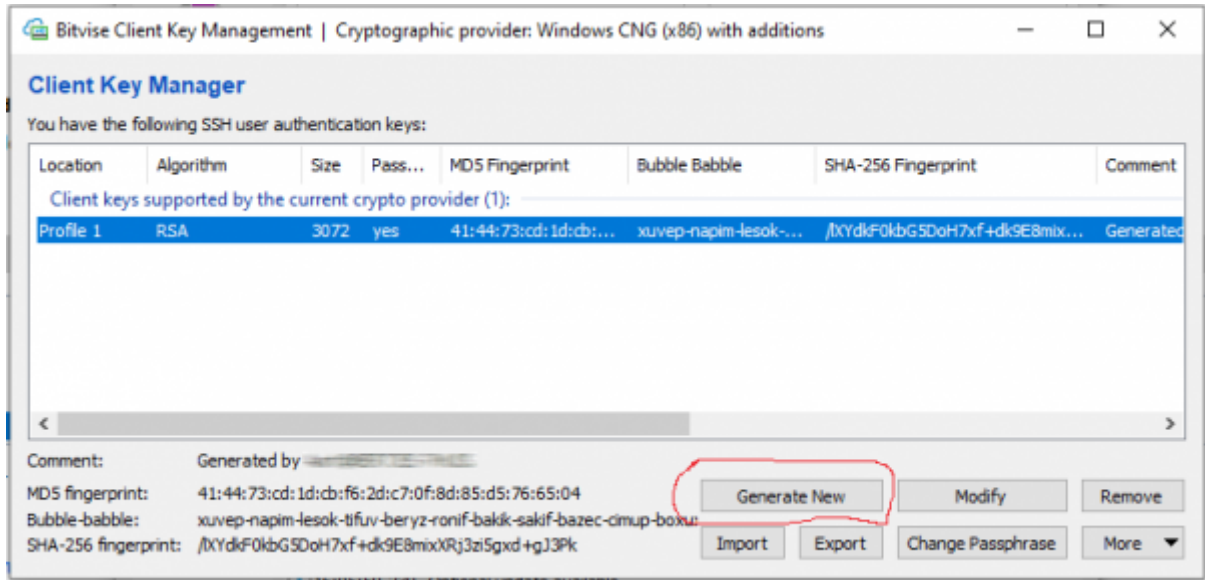 Bitvise Client Key Management | Cryptographic provider: Windows CNG (x86) with additions
Client Key Manager
You have the following SSH user authentication keys:
Location Algorithm Size Pass... MD5 Fingerprint Bubble Babble SHA-256 Fingerprint Comment
Client keys supported by the current crypto provider (1):
Profile 1 RSA 3072 yes 41:44:73:cd:1d:cb:... xuvep-napim-lesok-... /lXYdkF0kbG5DoH7xf+dk9E8mix... Generated
Comment: Generated by
MD5 fingerprint: 41:44:73:cd:1d:cb:f6:2d:c7:0f:8d:85:d5:76:65:04
Generate New Modify Remove
Bubble-babble: xuvep-napim-lesok-tifuv-beryz-ronif-bakik-sakif-bazec-cimup-boxu
SHA-256 fingerprint: /lXYdkF0kbG5DoH7xf+dk9E8mixXRj3zi5gxd+gJ3Pk
Import Export Change Passphrase More